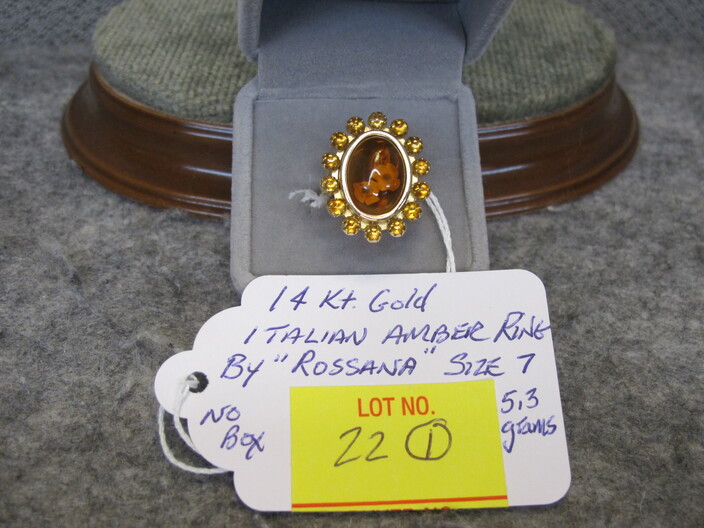 14 Kt. Gold
ITALIAN AMBER RING
By "ROSSANA" SIZE 7
No Box
5.3 grams
LOT NO.
22 ①